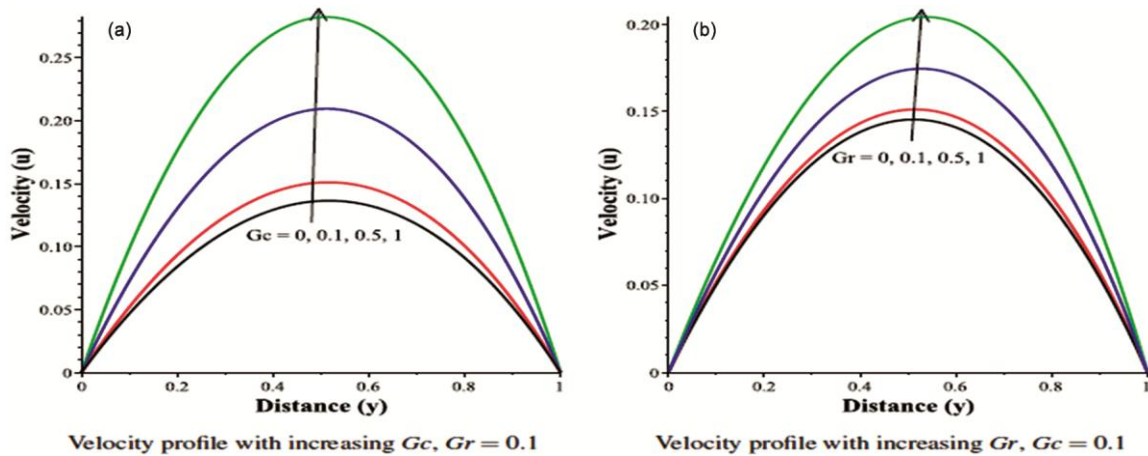 (a)
0.25
0.20
0.15
0.10
0.05
0
Velocity (u)
Gc = 0, 0.1, 0.5, 1
0 0.2 0.4 0.6 0.8 1
Distance (y)
Velocity profile with increasing Gc, Gr = 0.1
(b)
0.20
0.15
0.10
0.05
0
Velocity (u)
Gr = 0, 0.1, 0.5, 1
0 0.2 0.4 0.6 0.8 1
Distance (y)
Velocity profile with increasing Gr, Gc = 0.1